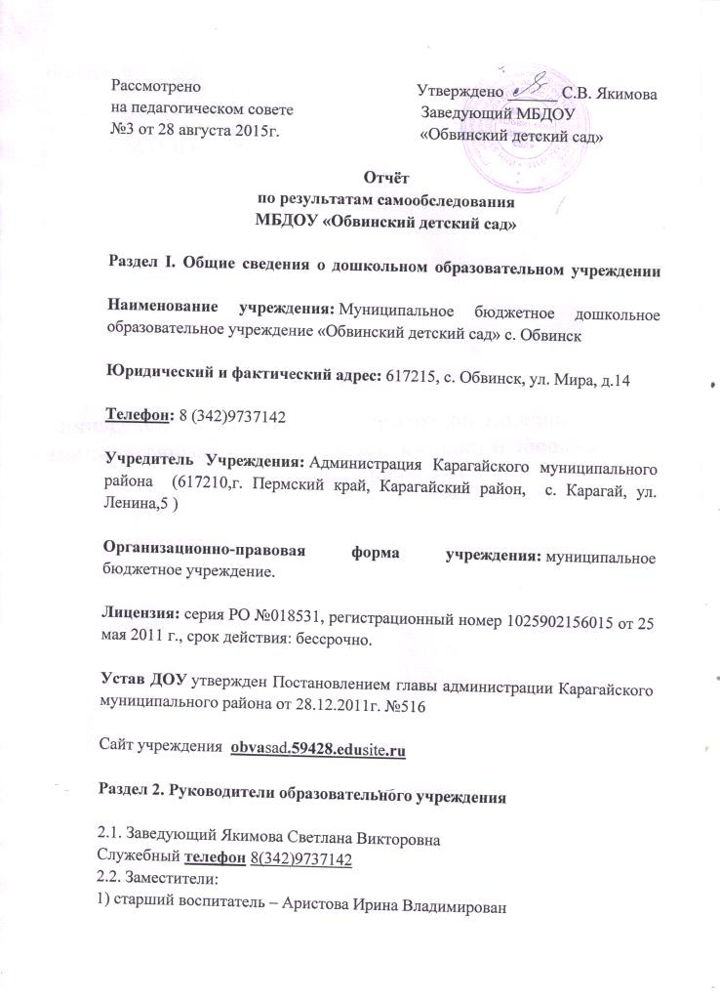 Рассмотрено
на педагогическом совете
№3 от 28 августа 2015г.
Утверждено ______ С.В. Якимова
Заведующий МБДОУ
«Обвинский детский сад»
Отчёт
по результатам самообследования
МБДОУ «Обвинский детский сад»
Раздел I. Общие сведения о дошкольном образовательном учреждении
Наименование учреждения: Муниципальное бюджетное дошкольное
образовательное учреждение «Обвинский детский сад» с. Обвинск
Юридический и фактический адрес: 617215, с. Обвинск, ул. Мира, д.14
Телефон: 8 (342)9737142
Учредитель Учреждения: Администрация Карагайского муниципального
района (617210,г. Пермский край, Карагайский район, с. Карагай, ул.
Ленина,5 )
Организационно-правовая форма учреждения: муниципальное
бюджетное учреждение.
Лицензия: серия РО №018531, регистрационный номер 1025902156015 от 25
мая 2011 г., срок действия: бессрочно.
Устав ДОУ утвержден Постановлением главы администрации Карагайского
муниципального района от 28.12.2011г. №516
Сайт учреждения obvasad.59428.edusite.ru
Раздел 2. Руководители образовательного учреждения
2.1. Заведующий Якимова Светлана Викторовна
Служебный телефон 8(342)9737142
2.2. Заместители:
1) старший воспитатель – Аристова Ирина Владимирован